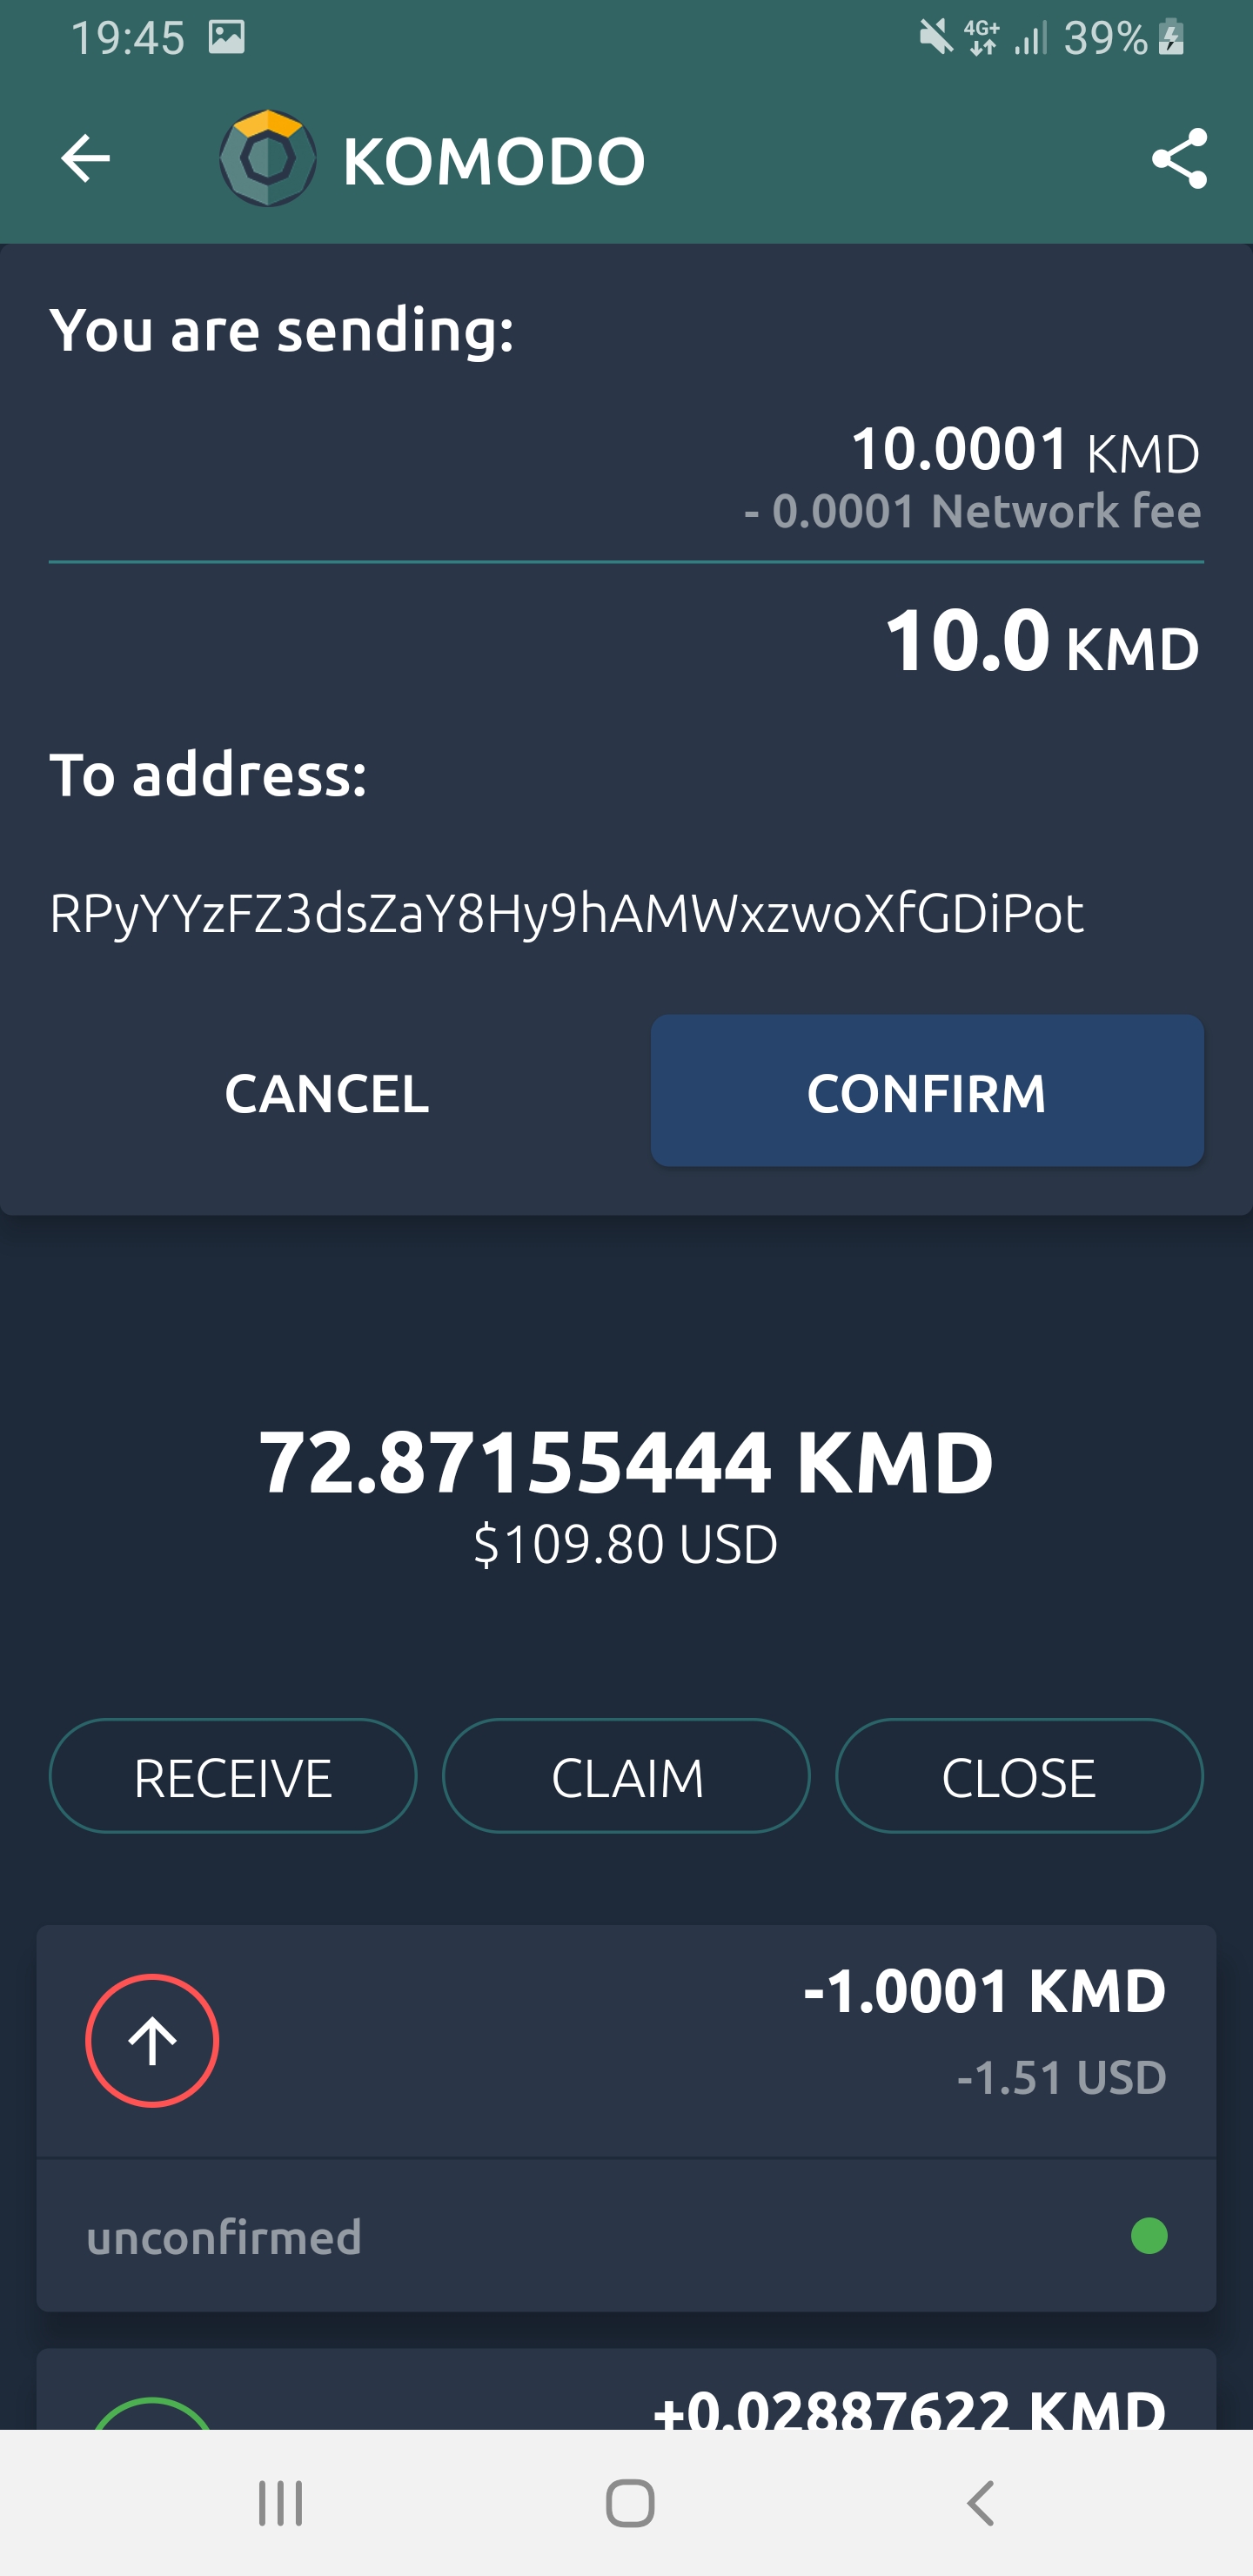 19:45 4G+ 39%
KOMODO
You are sending:
10.0001 KMD
- 0.0001 Network fee
10.0 KMD
To address:
RPyYYzFZ3dsZaY8Hy9hAMWxzwoXfGDiPot
CANCEL CONFIRM
72.87155444 KMD
$109.80 USD
RECEIVE CLAIM CLOSE
-1.0001 KMD
-1.51 USD
unconfirmed
+0.02887622 KMD